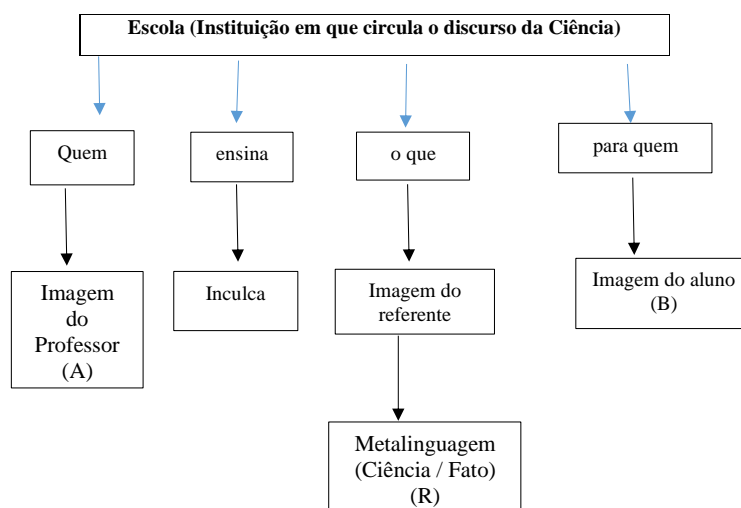 Escola (Instituição em que circula o discurso da Ciência)
Quem
ensina
o que
para quem
Imagem
do
Professor
(A)
Inculca
Imagem do
referente
Imagem do aluno
(B)
Metalinguagem
(Ciência / Fato)
(R)